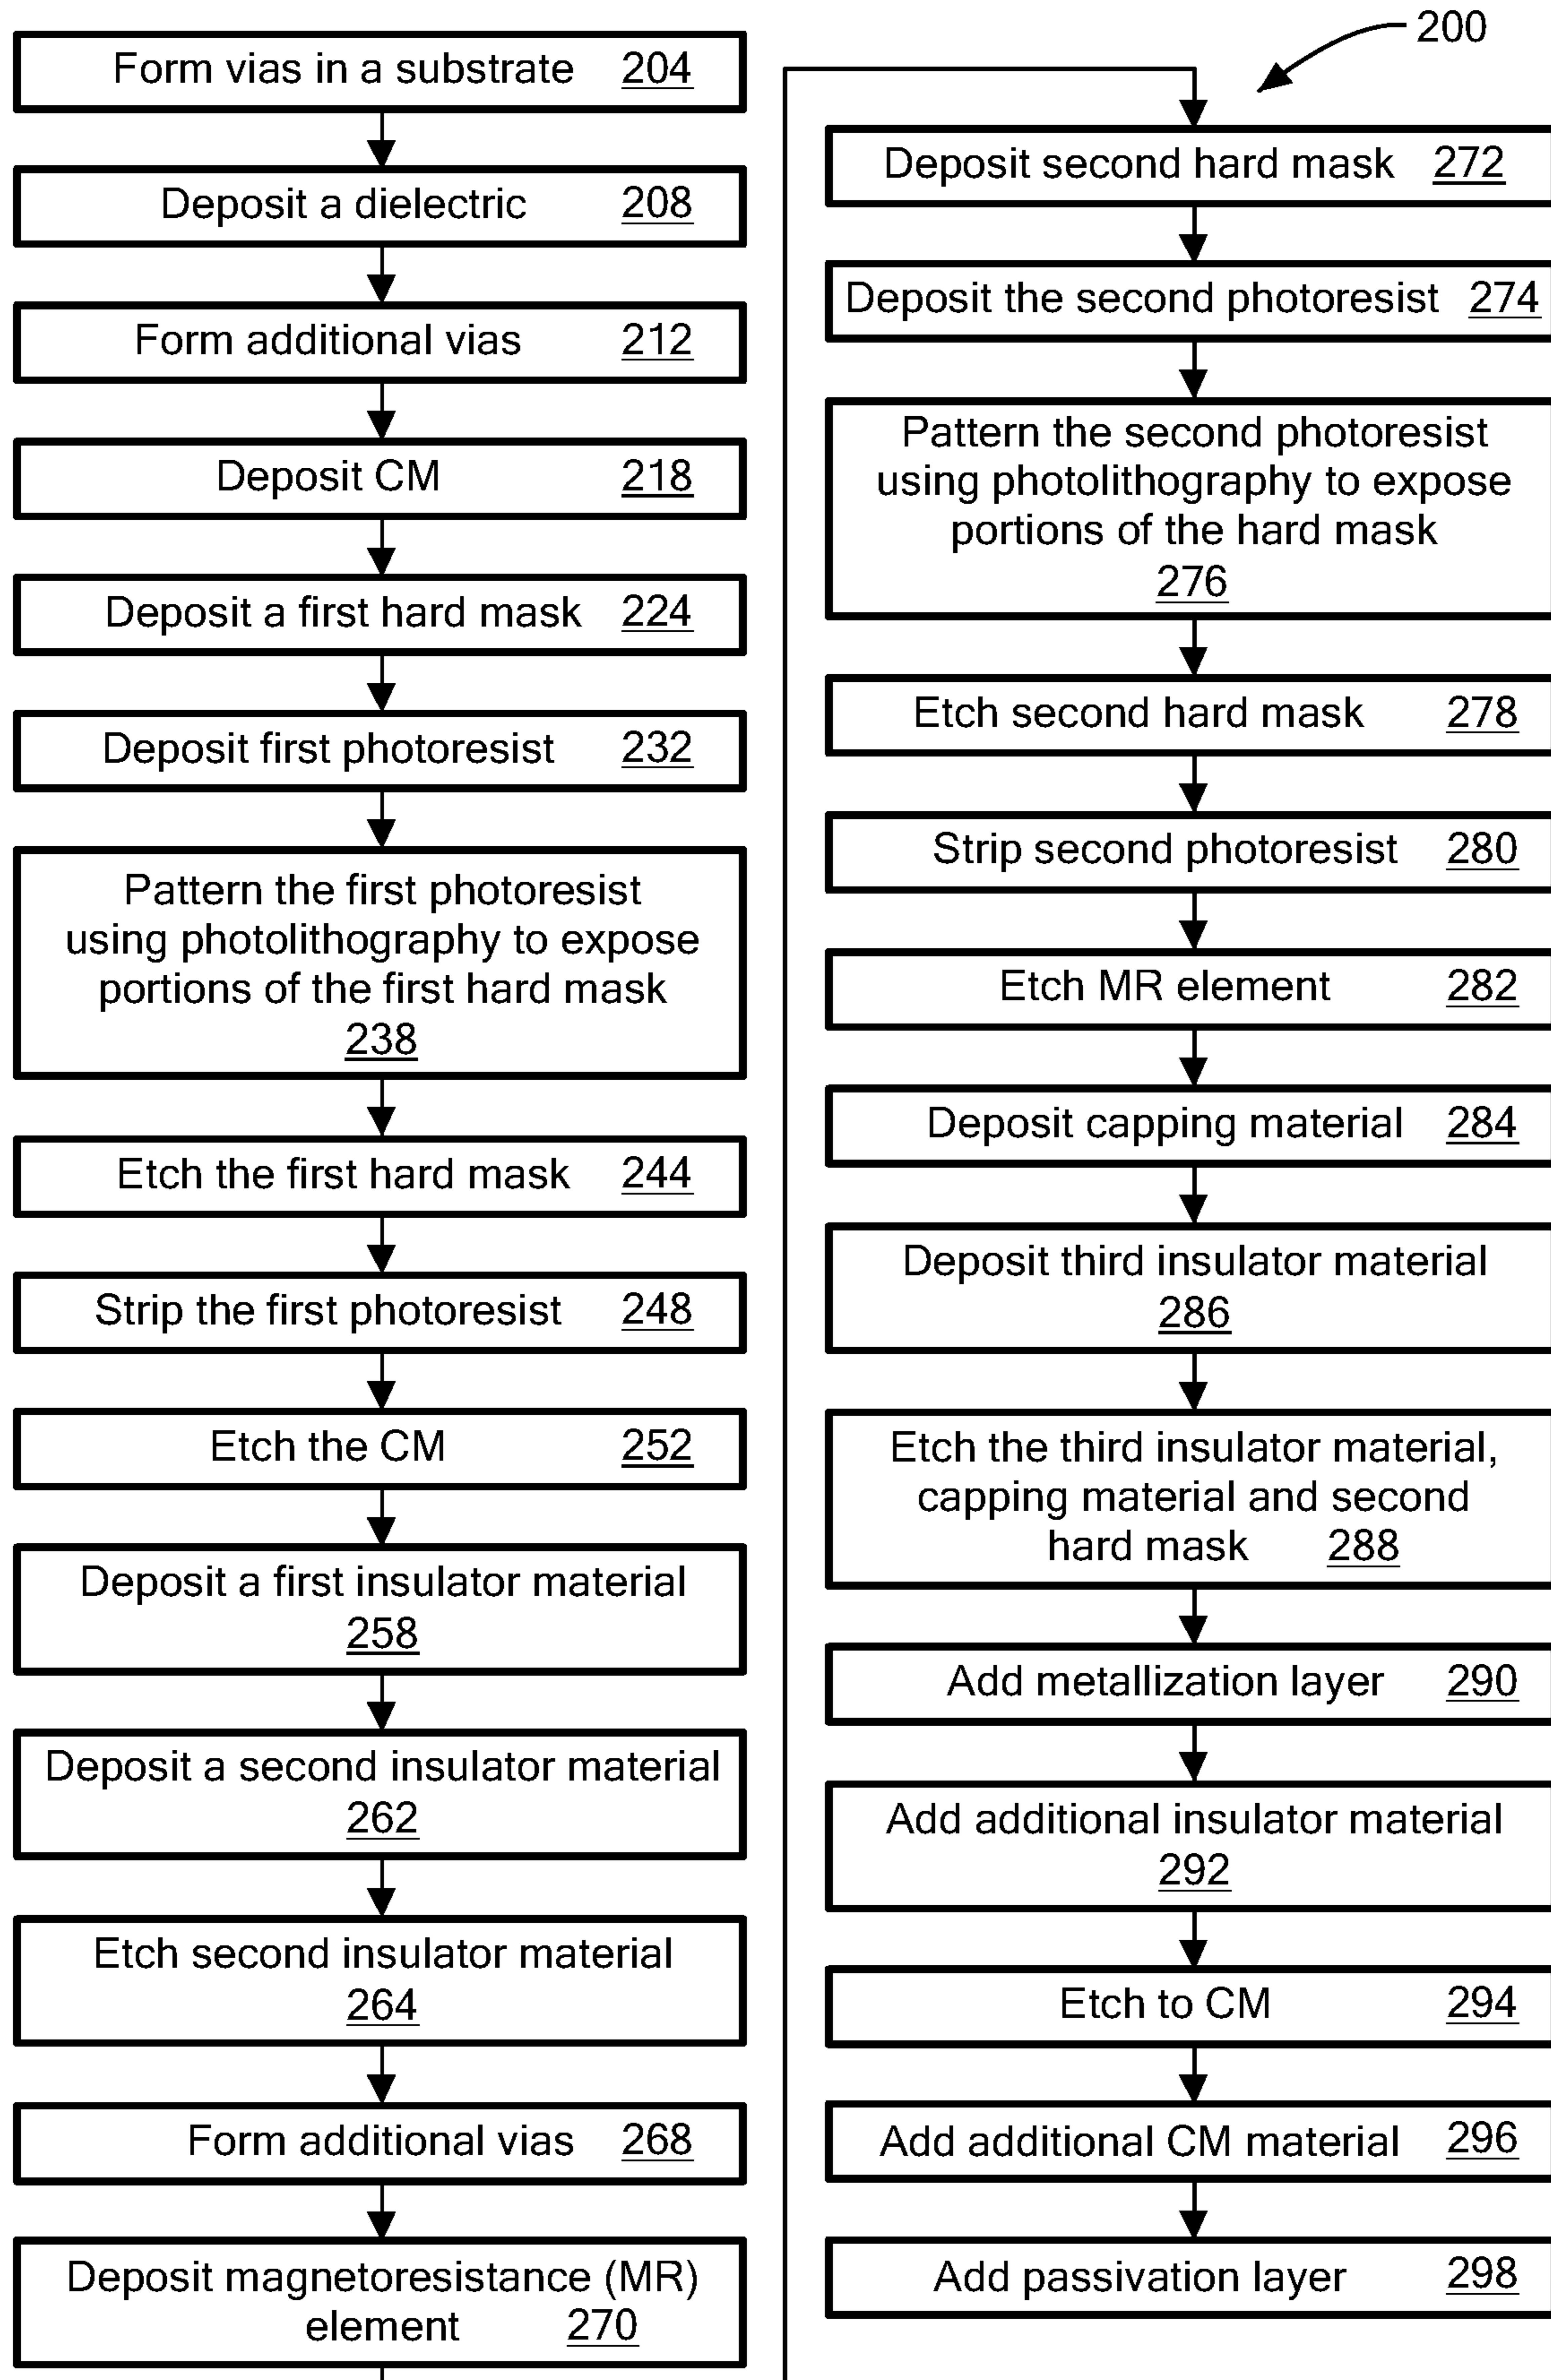 200
Form vias in a substrate 204
Deposit a dielectric 208
Form additional vias 212
Deposit CM 218
Deposit a first hard mask 224
Deposit first photoresist 232
Pattern the first photoresist
using photolithography to expose
portions of the first hard mask
238
Etch the first hard mask 244
Strip the first photoresist 248
Etch the CM 252
Deposit a first insulator material
258
Deposit a second insulator material
262
Etch second insulator material
264
Form additional vias 268
Deposit magnetoresistance (MR)
element 270
Deposit second hard mask 272
Deposit the second photoresist 274
Pattern the second photoresist
using photolithography to expose
portions of the hard mask
276
Etch second hard mask 278
Strip second photoresist 280
Etch MR element 282
Deposit capping material 284
Deposit third insulator material
286
Etch the third insulator material,
capping material and second
hard mask 288
Add metallization layer 290
Add additional insulator material
292
Etch to CM 294
Add additional CM material 296
Add passivation layer 298